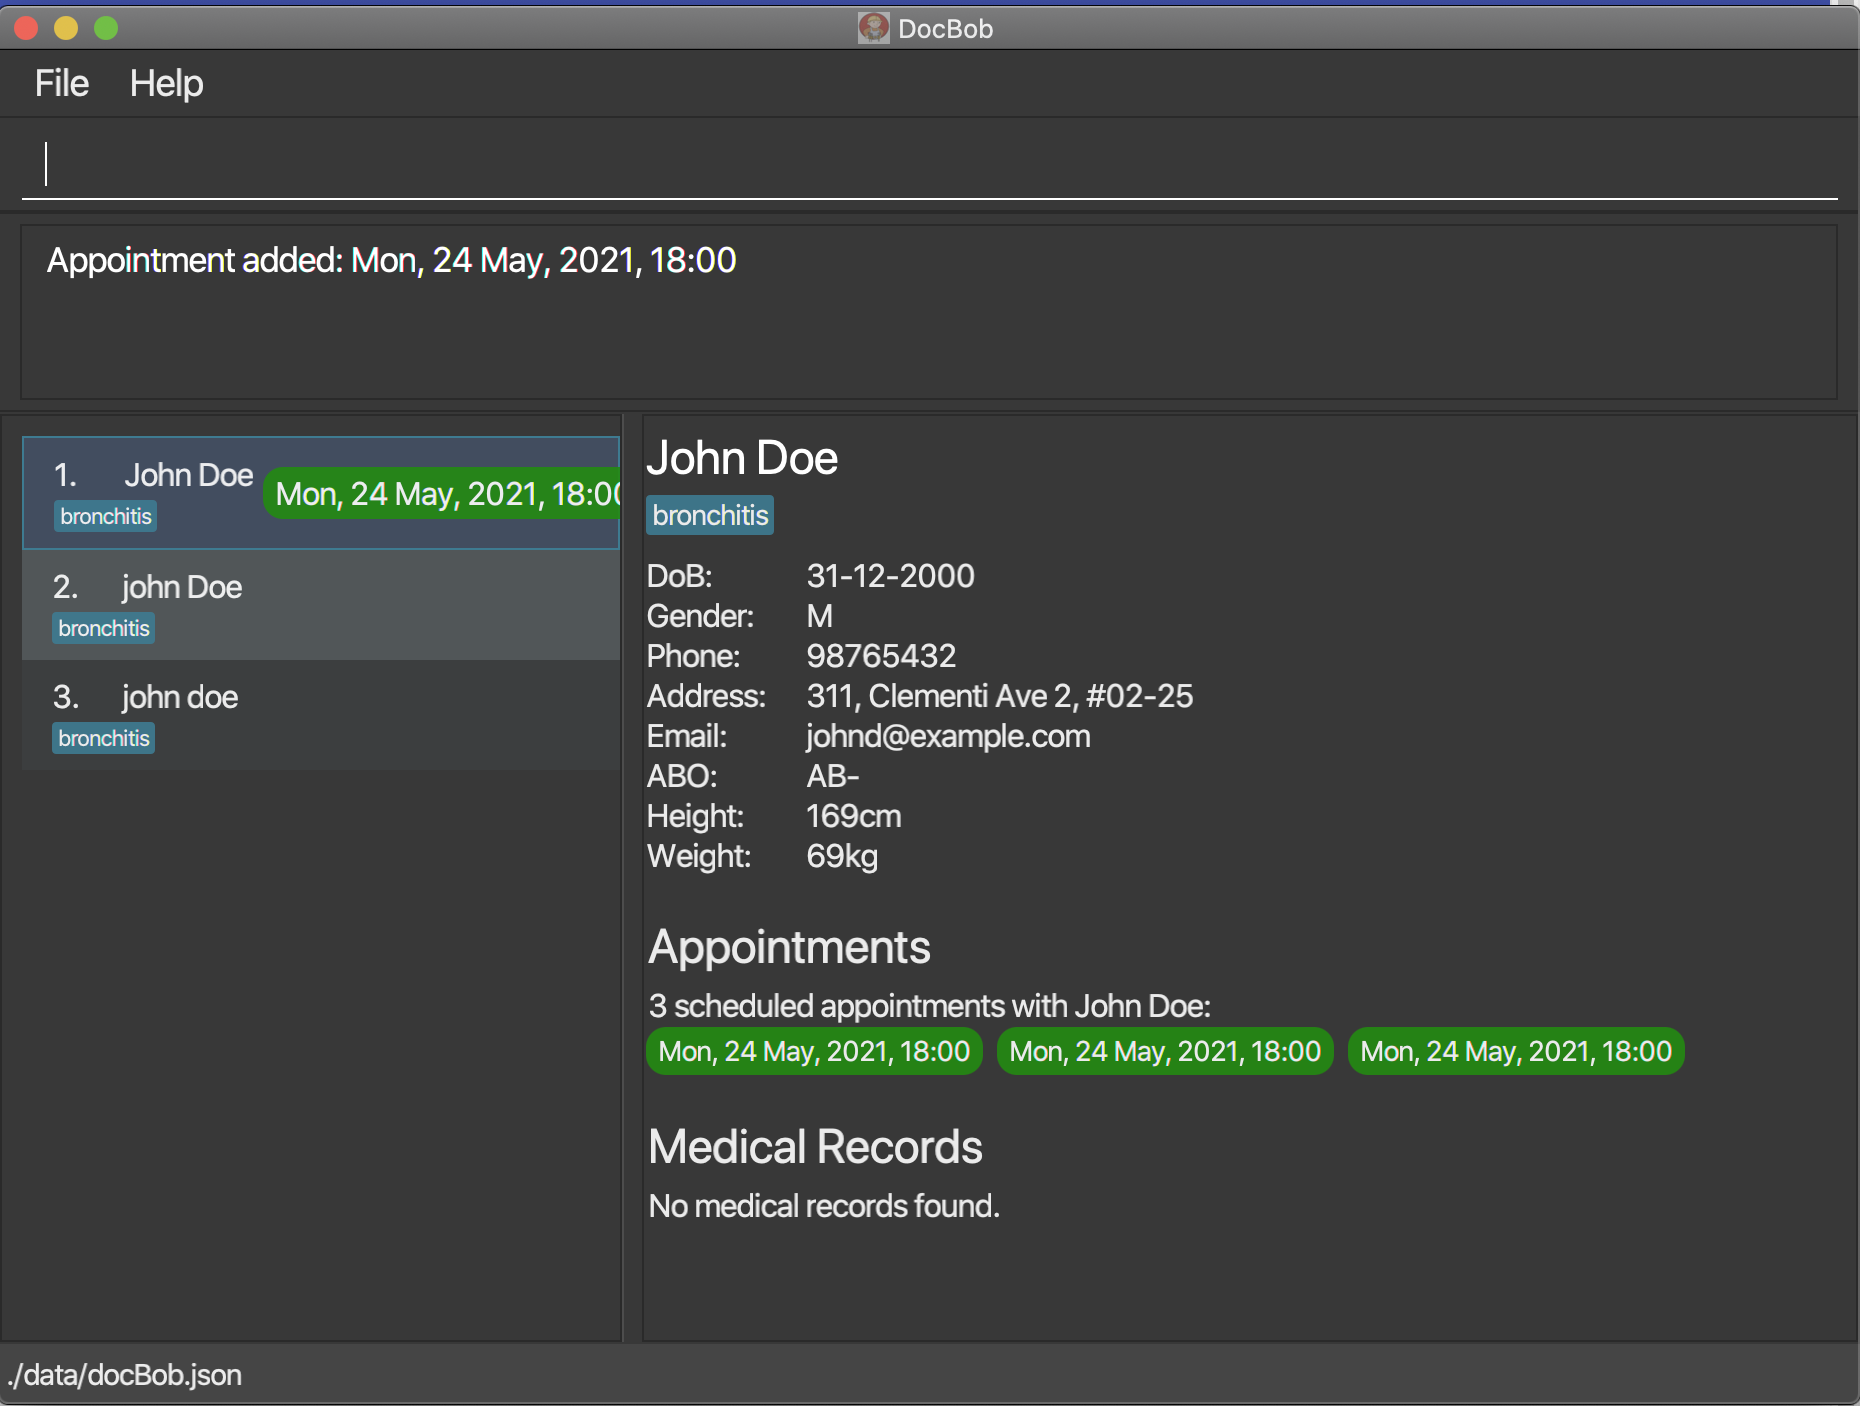 DocBob
File Help
Appointment added: Mon, 24 May, 2021, 18:00
1. John Doe Mon, 24 May, 2021, 18:00
bronchitis
2. john Doe
bronchitis
3. john doe
bronchitis
John Doe
bronchitis
DoB: 31-12-2000
Gender: M
Phone: 98765432
Address: 311, Clementi Ave 2, #02-25
Email: johnd@example.com
ABO: AB-
Height: 169cm
Weight: 69kg
Appointments
3 scheduled appointments with John Doe:
Mon, 24 May, 2021, 18:00 Mon, 24 May, 2021, 18:00 Mon, 24 May, 2021, 18:00
Medical Records
No medical records found.
./data/docBob.json